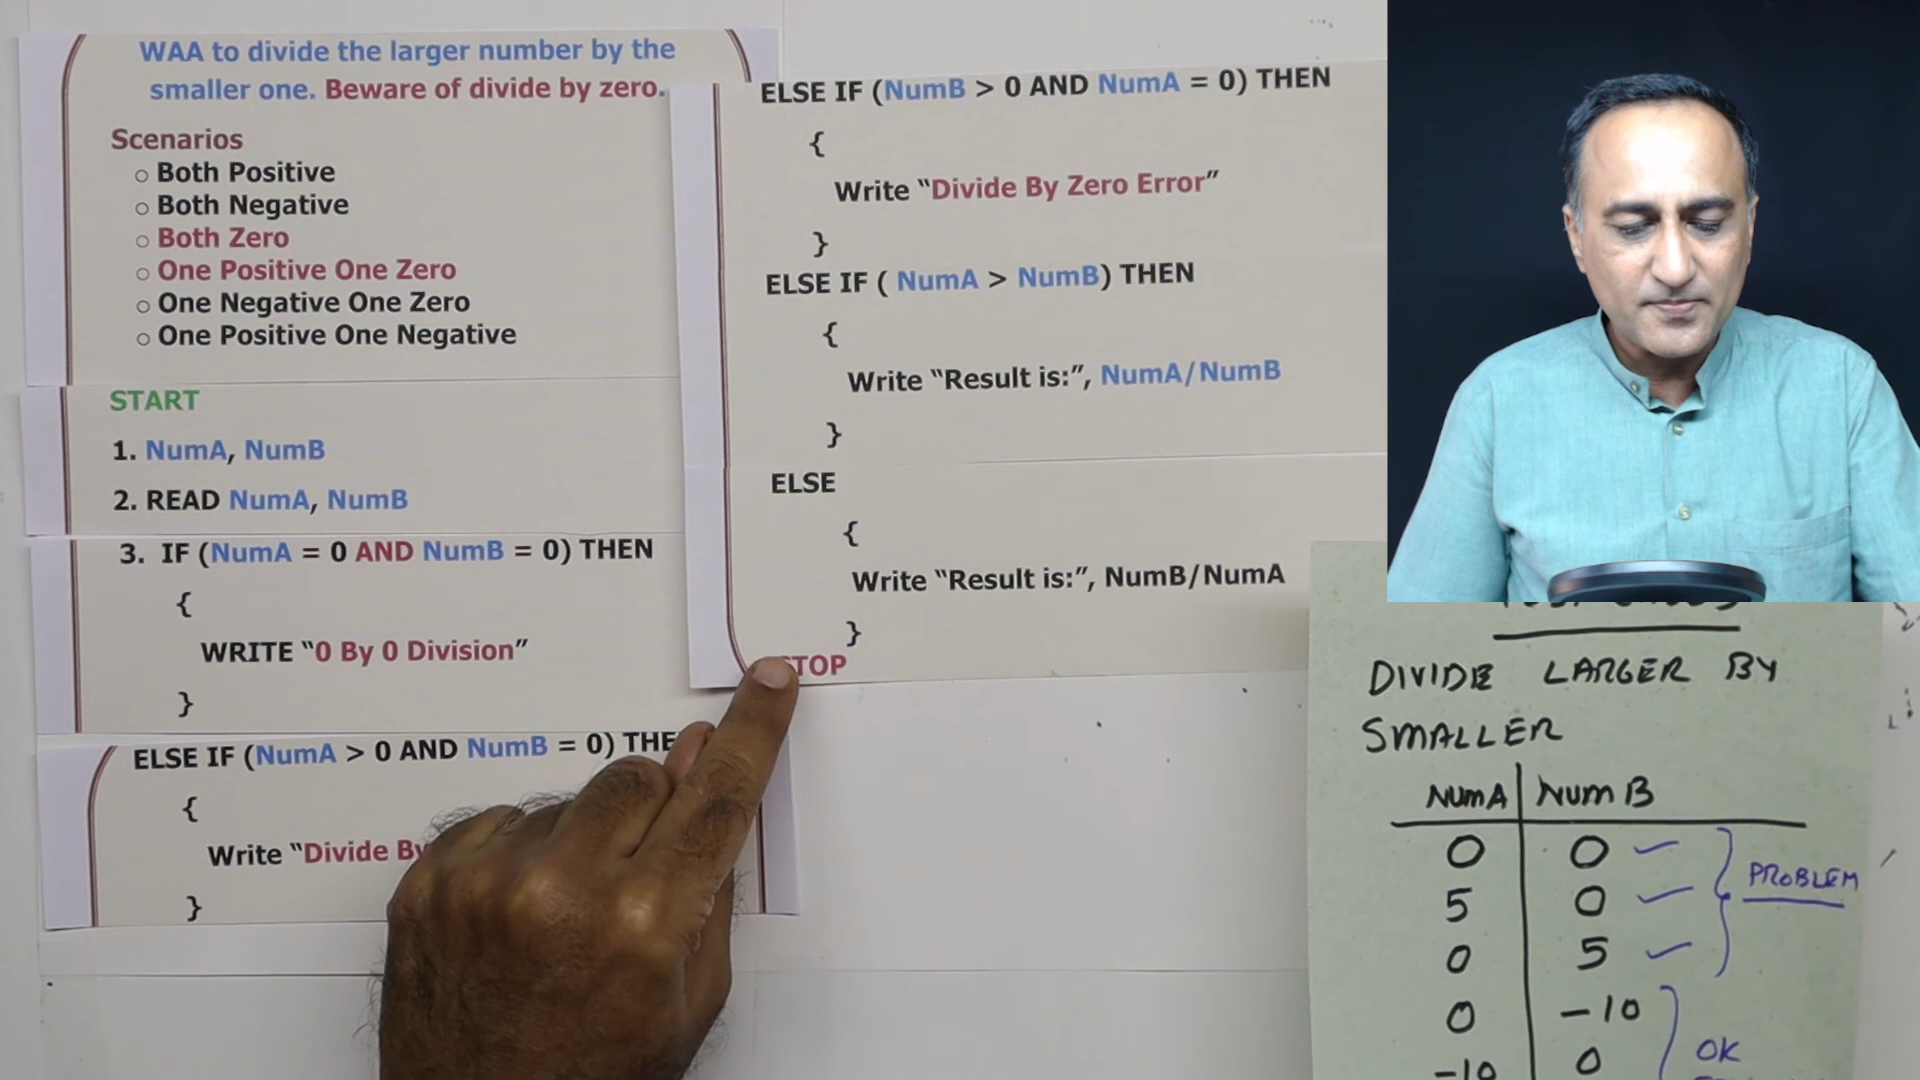 WAA to divide the larger number by the
smaller one. Beware of divide by zero.
Scenarios
○ Both Positive
○ Both Negative
○ Both Zero
○ One Positive One Zero
○ One Negative One Zero
○ One Positive One Negative
START
1. NumA, NumB
2. READ NumA, NumB
3. IF (NumA = 0 AND NumB = 0) THEN
{
WRITE “0 By 0 Division”
}
ELSE IF (NumA > 0 AND NumB = 0) THE
{
Write “Divide By
}
ELSE IF (NumB > 0 AND NumA = 0) THEN
{
Write “Divide By Zero Error”
}
ELSE IF ( NumA > NumB) THEN
{
Write “Result is:”, NumA/NumB
}
ELSE
{
Write “Result is:”, NumB/NumA
}
TOP
DIVIDE LARGER BY
SMALLER
NumA NumB
0 0
5 0
0 5
PROBLEM
0 -10
-10 0
OK